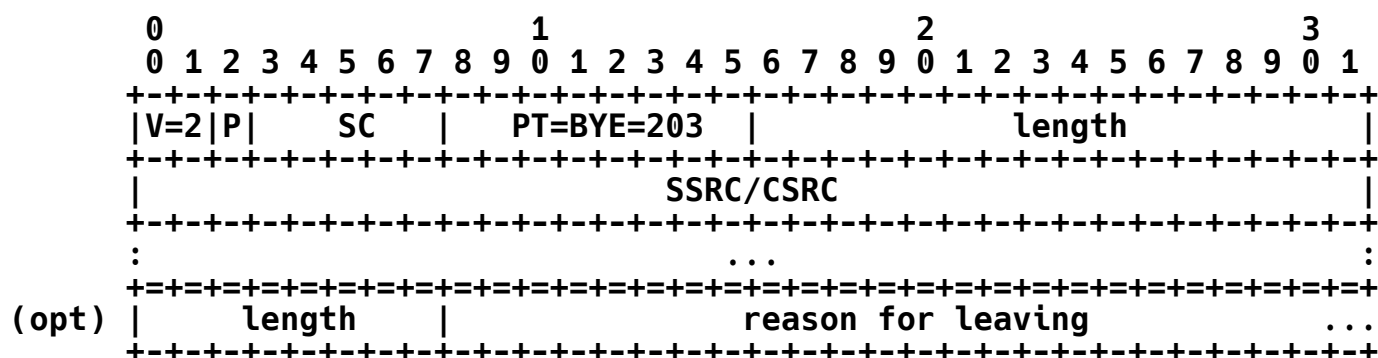 0                   1                   2                   3
        0 1 2 3 4 5 6 7 8 9 0 1 2 3 4 5 6 7 8 9 0 1 2 3 4 5 6 7 8 9 0 1
       +-+-+-+-+-+-+-+-+-+-+-+-+-+-+-+-+-+-+-+-+-+-+-+-+-+-+-+-+-+-+-+-+
       |V=2|P|    SC   |   PT=BYE=203  |             length            |
       +-+-+-+-+-+-+-+-+-+-+-+-+-+-+-+-+-+-+-+-+-+-+-+-+-+-+-+-+-+-+-+-+
       |                           SSRC/CSRC                           |
       +-+-+-+-+-+-+-+-+-+-+-+-+-+-+-+-+-+-+-+-+-+-+-+-+-+-+-+-+-+-+-+-+
       :                              ...                              :
       +=+=+=+=+=+=+=+=+=+=+=+=+=+=+=+=+=+=+=+=+=+=+=+=+=+=+=+=+=+=+=+=+
 (opt) |     length    |               reason for leaving            ...
       +-+-+-+-+-+-+-+-+-+-+-+-+-+-+-+-+-+-+-+-+-+-+-+-+-+-+-+-+-+-+-+-+